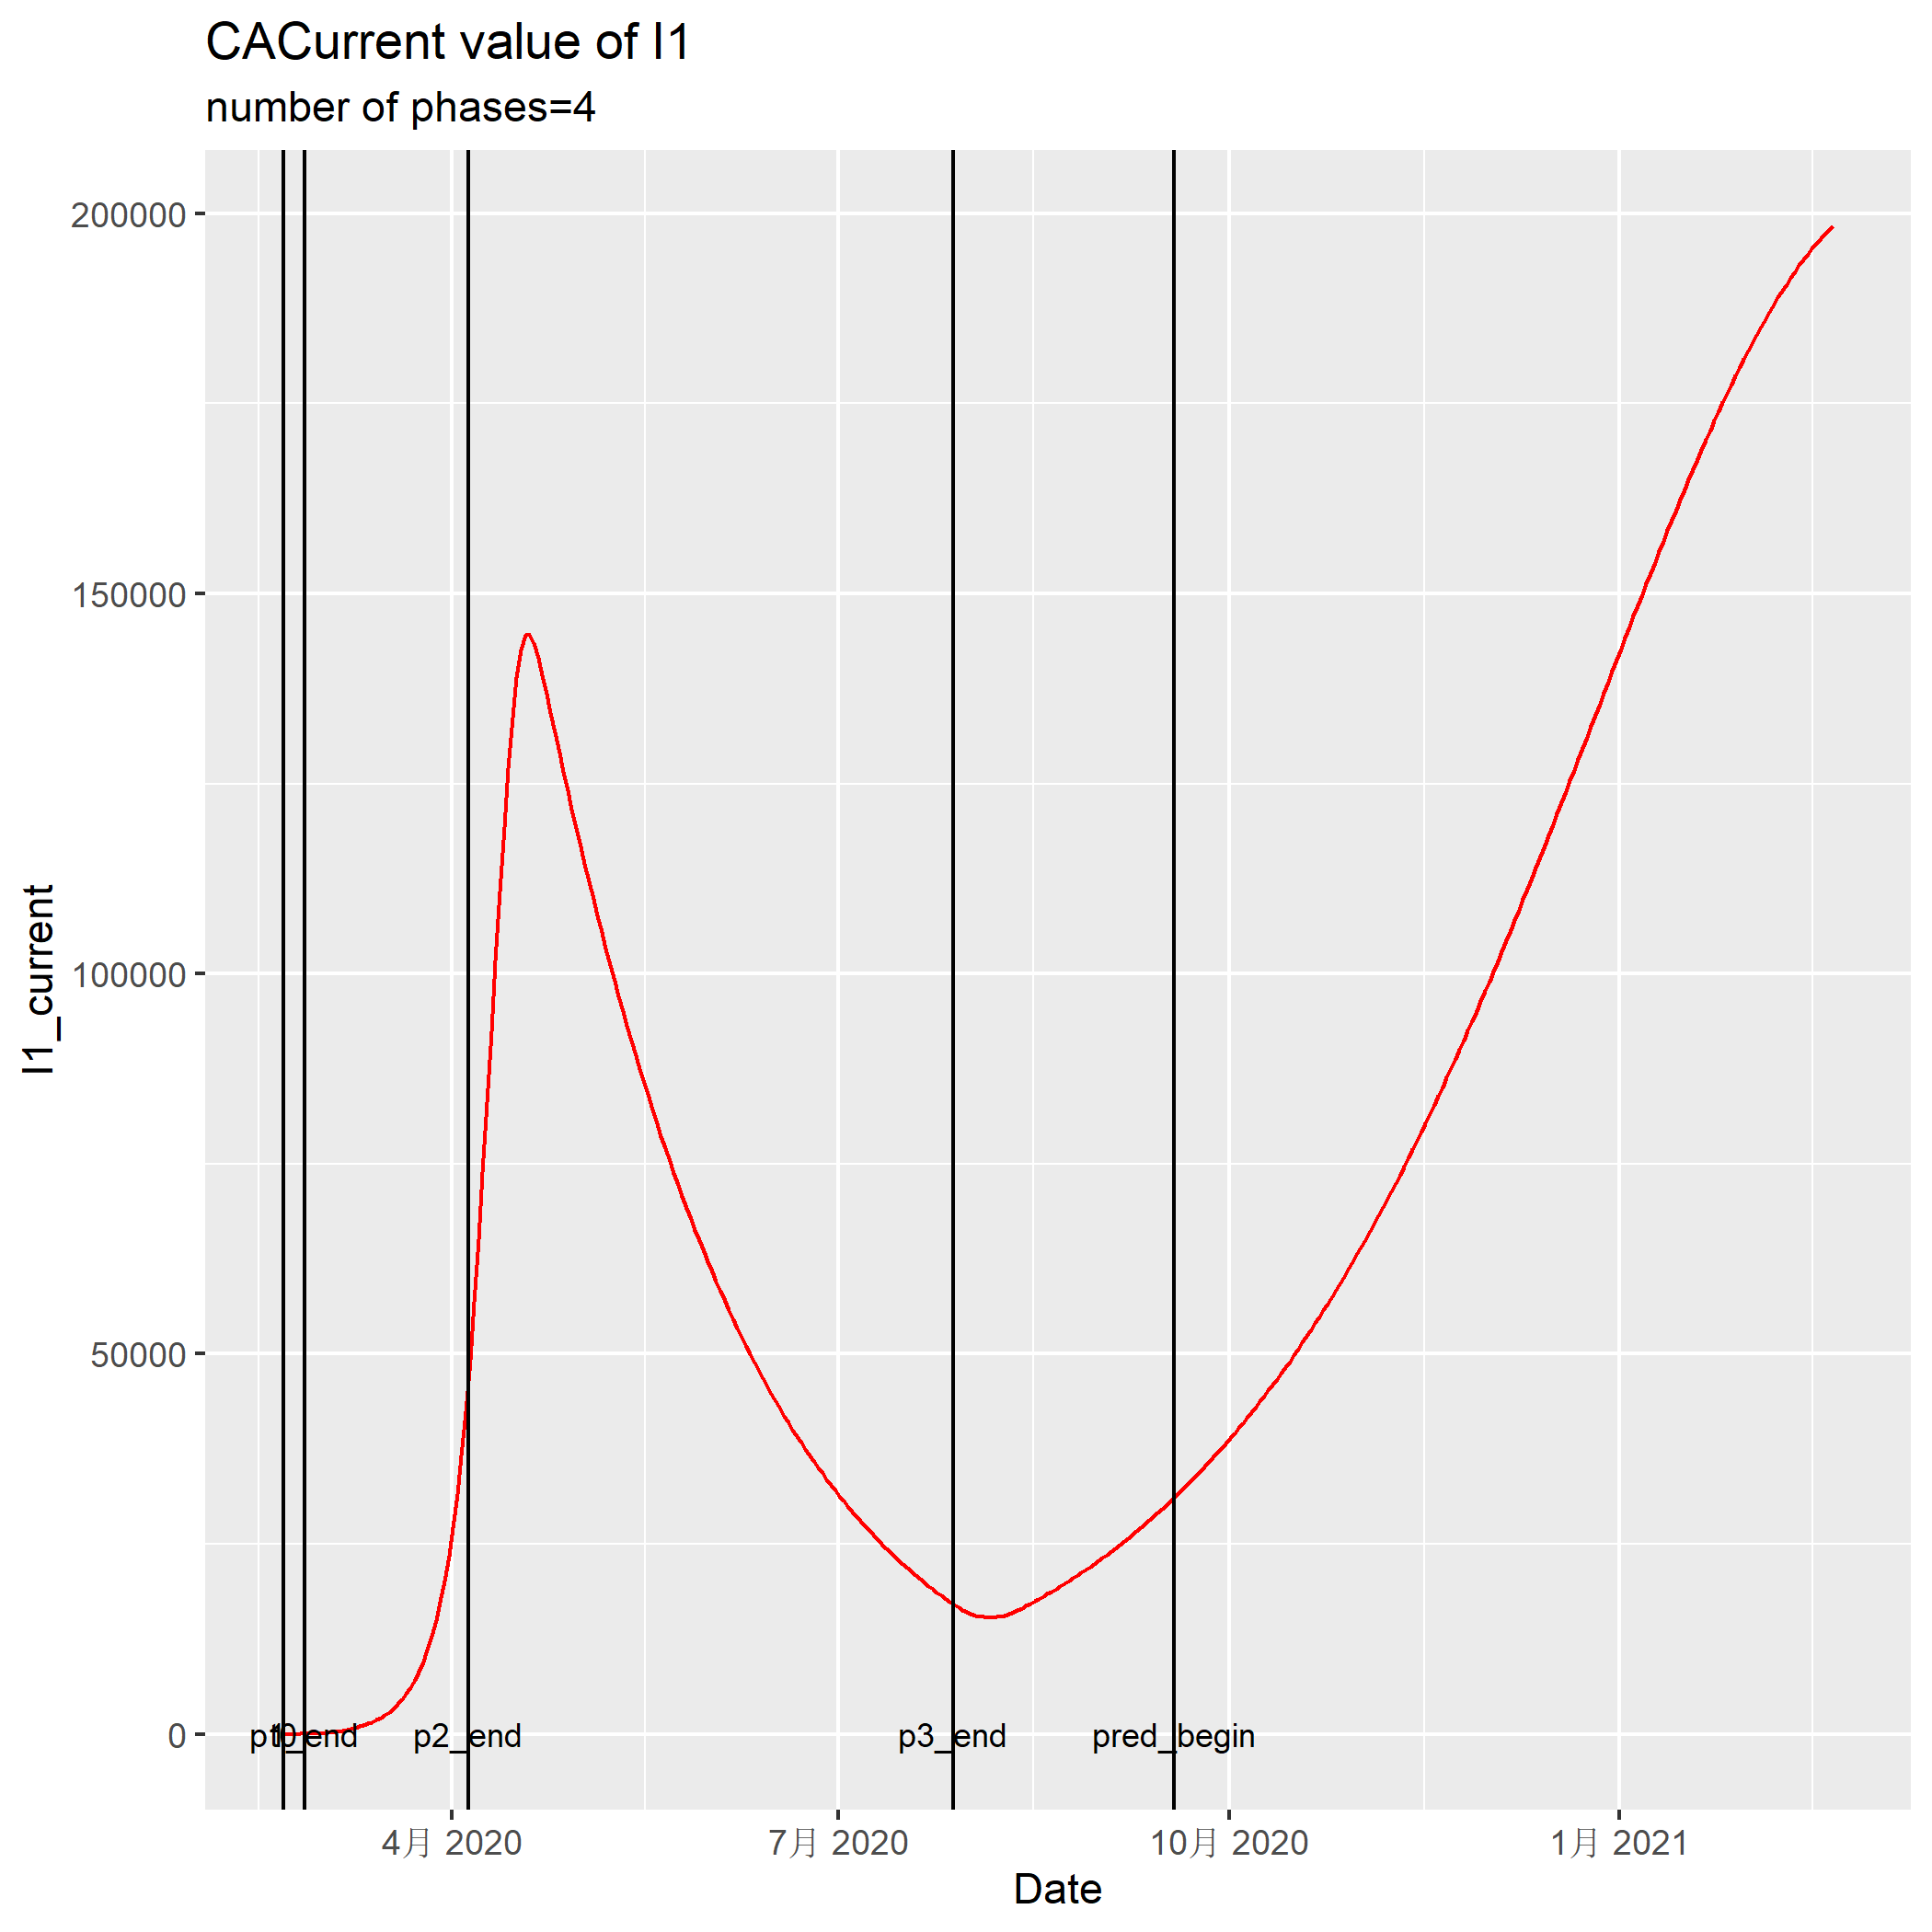 CACurrent value of I1
number of phases=4
200000
150000
100000
50000
0
I1_current
p2_end
p3_end
pred_begin
4月 2020
7月 2020
10月 2020
1月 2021
Date